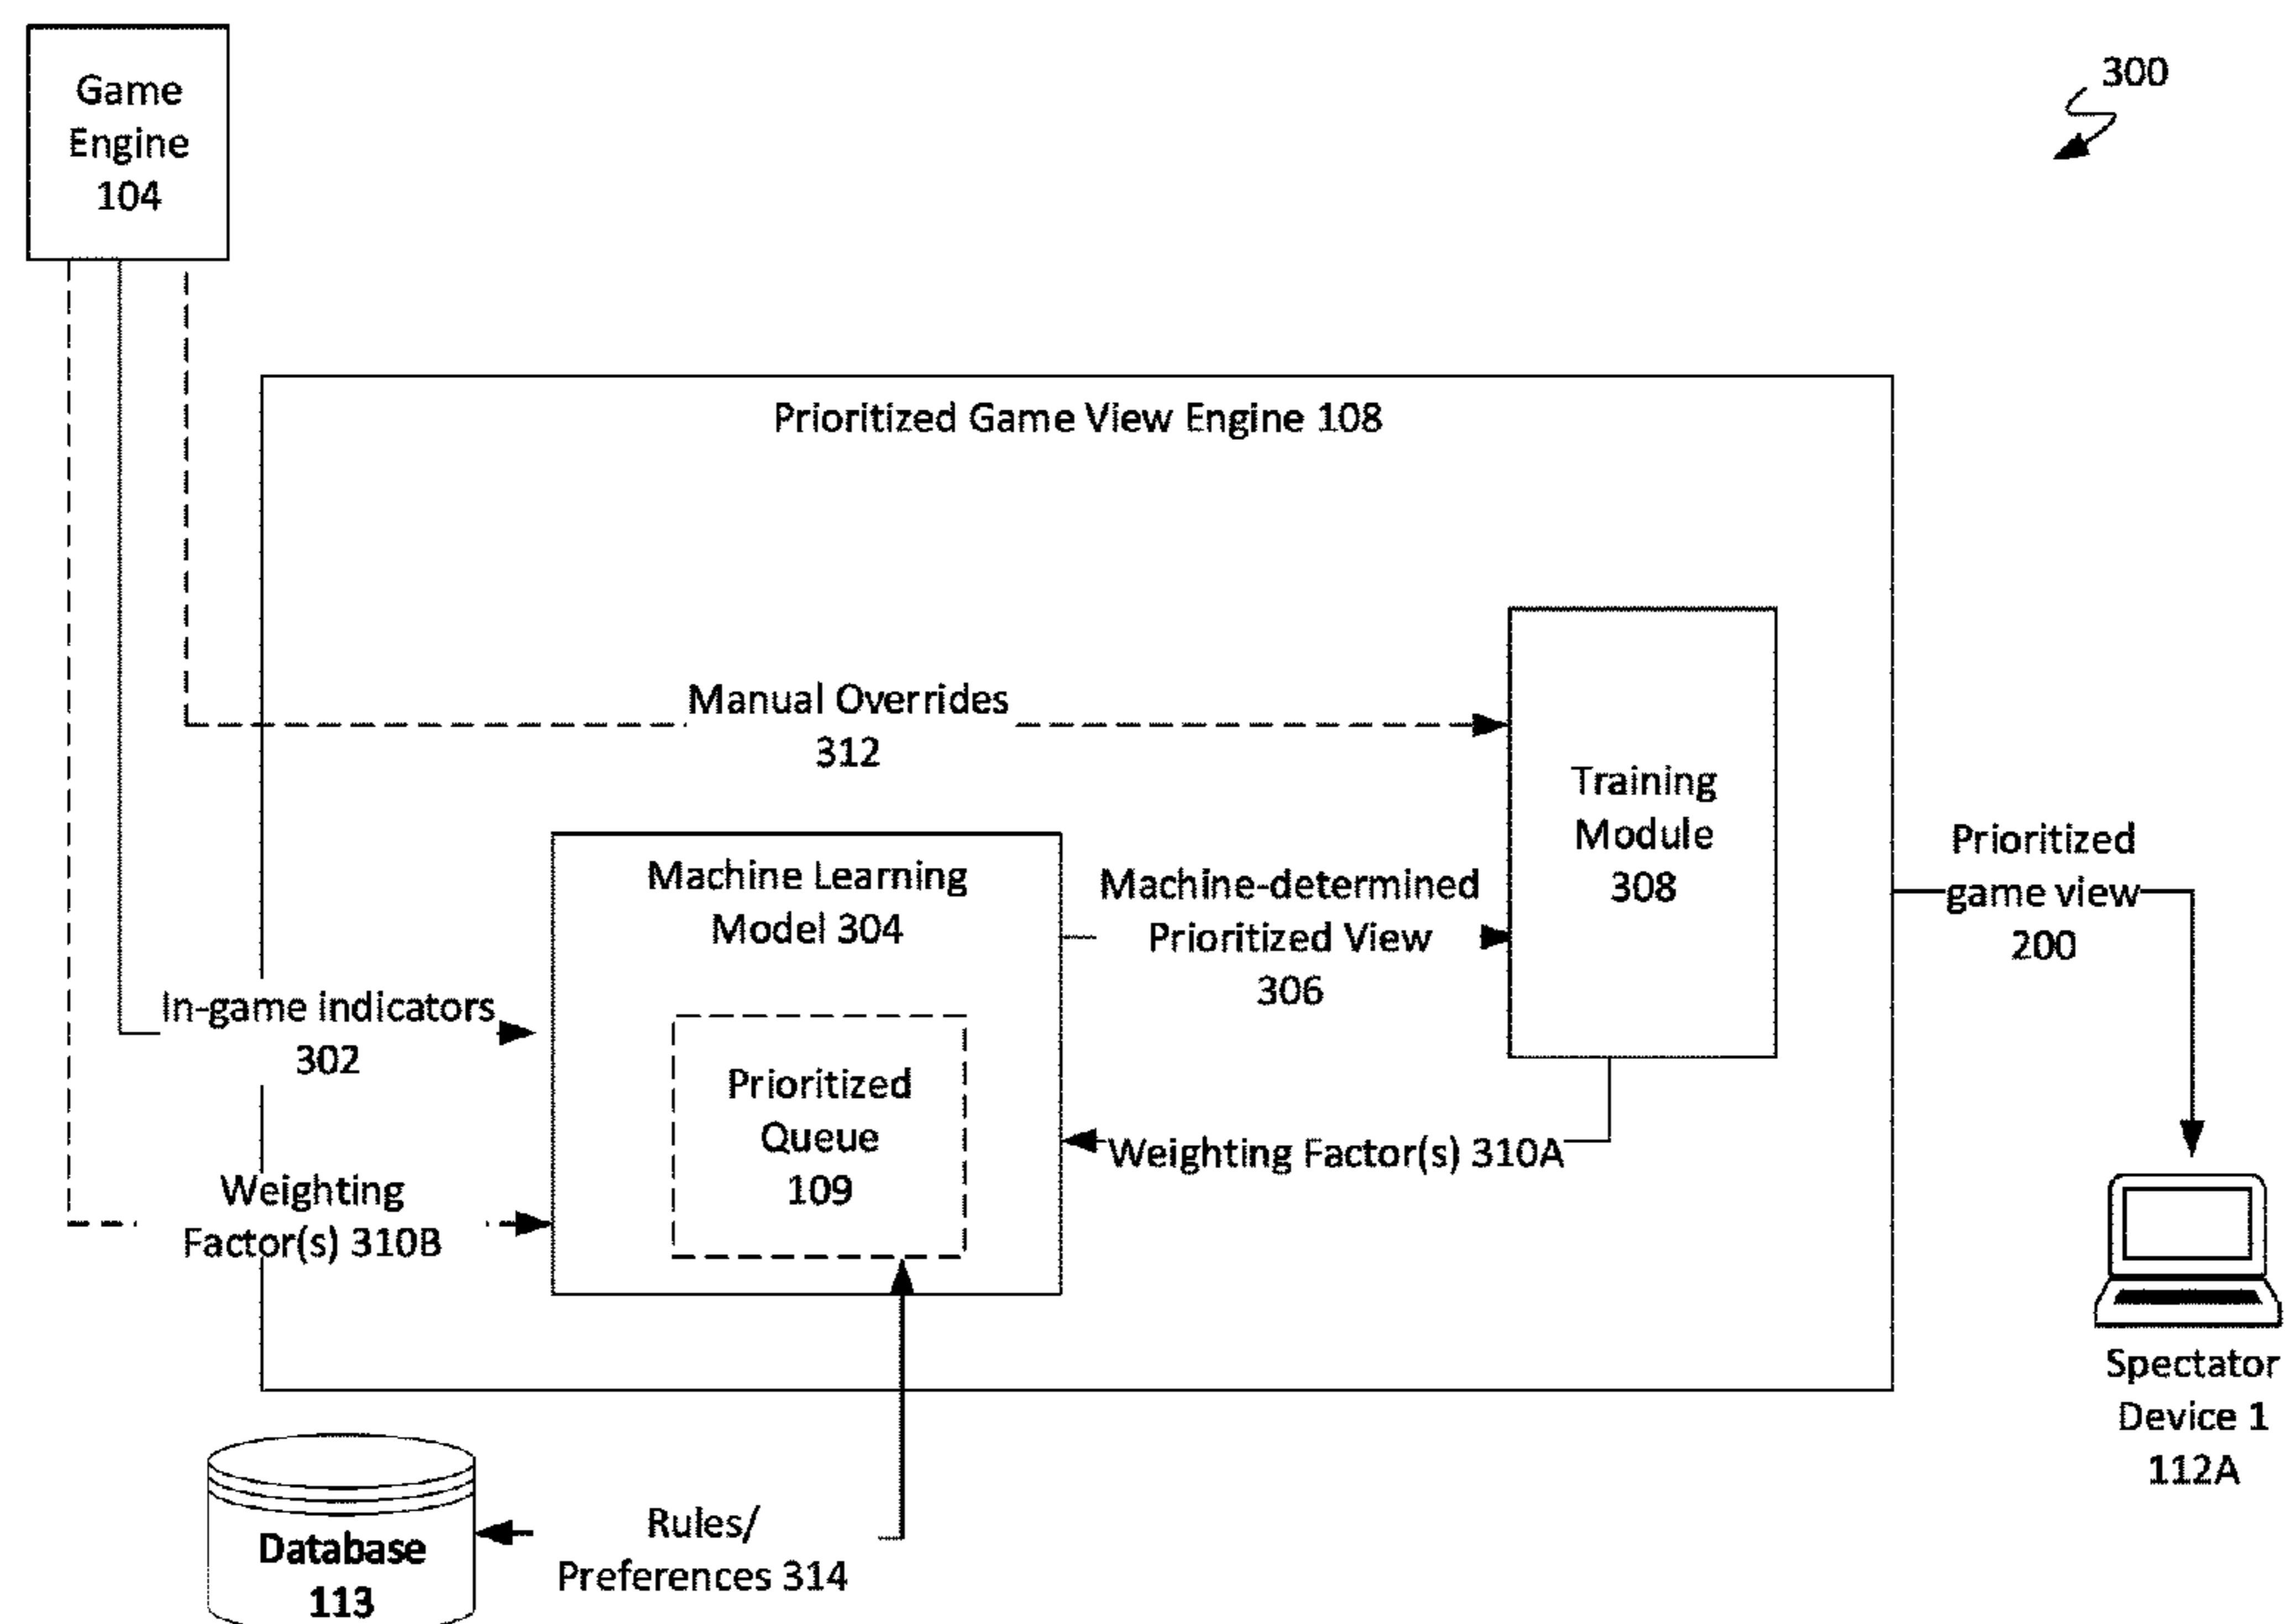 Game
Engine
104
300
Prioritized Game View Engine 108
Manual Overrides
312
Training
Module
308
Machine Learning
Model 304
Machine-determined
Prioritized View
306
Prioritized
game view
200
In-game indicators
302
Prioritized
Queue
109
Weighting Factor(s) 310A
Weighting
Factor(s) 310B
Spectator
Device 1
112A
Database
113
Rules/
Preferences 314